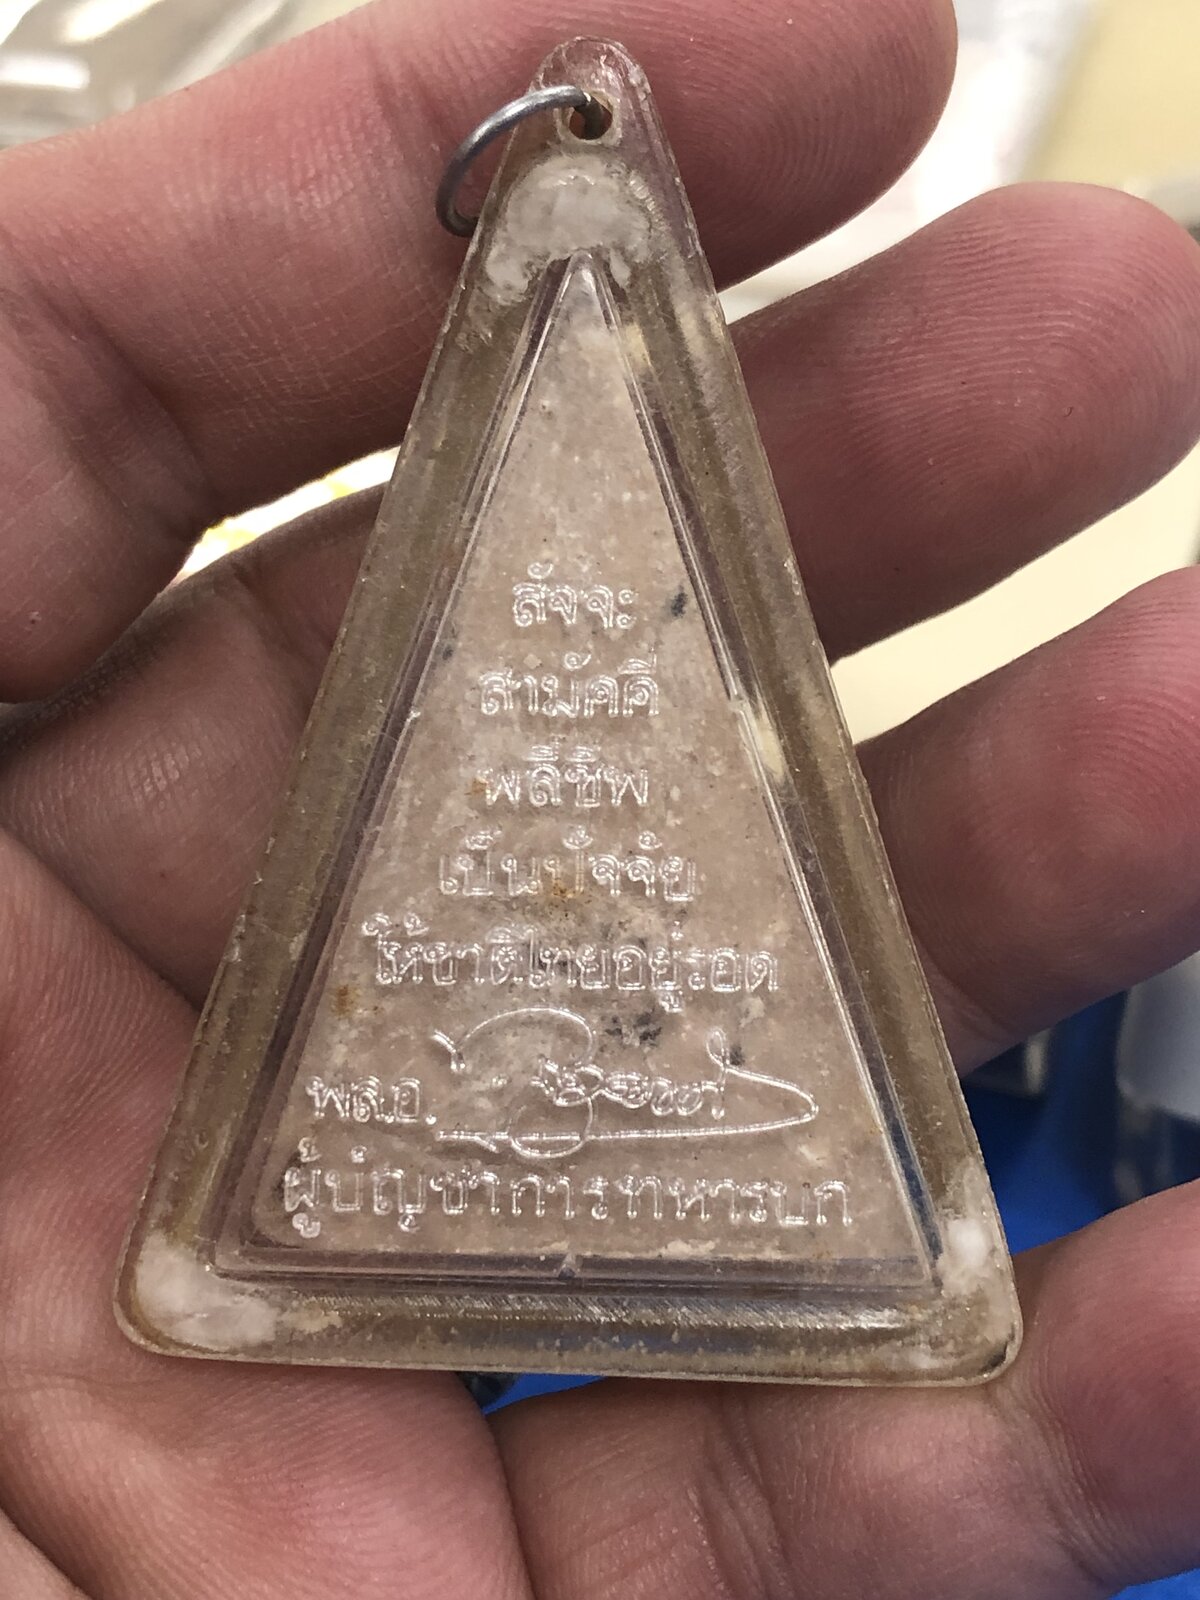 สัจจะ
สามัคคี
พลีชีพ
เป็นปัจจัย
ให้ชาติไทยอยู่รอด
พล.อ.
ผู้บัญชาการทหารบก